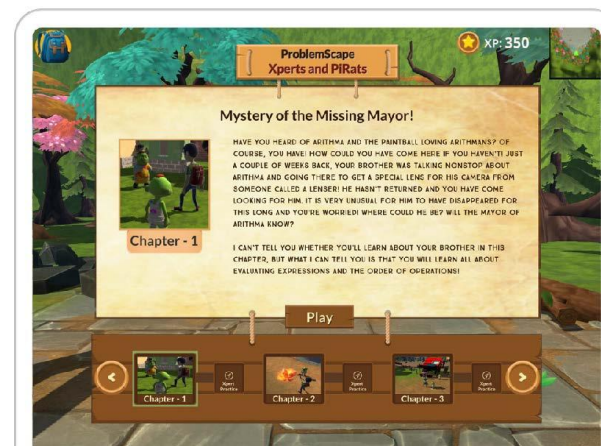 ProblemScape
Xperts and PiRats
XP: 350
Mystery of the Missing Mayor!
HAVE YOU HEARD OF ARITHMA AND THE PAINTBALL LOVING ARITHMANS? OF
COURSE, YOU HAVE! HOW COULD YOU HAVE COME HERE IF YOU HAVEN'T! JUST
A COUPLE OF WEEKS BACK, YOUR BROTHER WAS TALKING NONSTOP ABOUT
ARITHMA AND GOING THERE TO GET A SPECIAL LENS FOR HIS CAMERA FROM
SOMEONE CALLED A LENSER! HE HASN'T RETURNED AND YOU HAVE COME
LOOKING FOR HIM. IT IS VERY UNUSUAL FOR HIM TO HAVE DISAPPEARED FOR
THIS LONG AND YOU'RE WORRIED! WHERE COULD HE BE? WILL THE MAYOR OF
ARITHMA KNOW?
I CAN'T TELL YOU WHETHER YOU'LL LEARN ABOUT YOUR BROTHER IN THIS
CHAPTER, BUT WHAT I CAN TELL YOU IS THAT YOU WILL LEARN ALL ABOUT
EVALUATING EXPRESSIONS AND THE ORDER OF OPERATIONS!
Chapter - 1
Play
Chapter - 1
Xpert
Practice
Chapter - 2
Xpert
Practice
Chapter - 3
Xpert
Practice